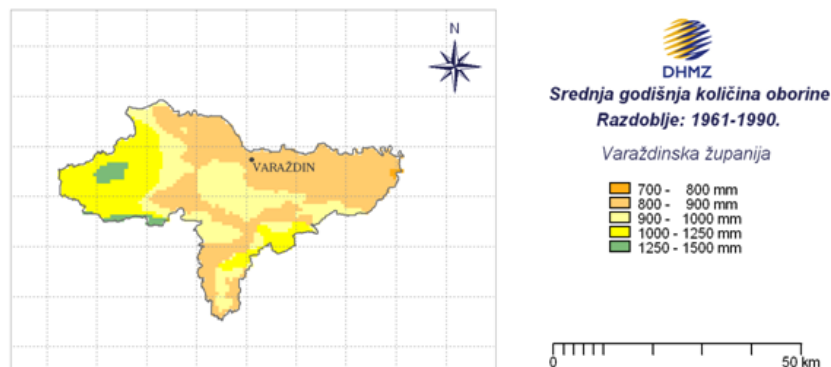 N
VARAŽDIN
DHMZ
Srednja godišnja količina oborine
Razdoblje: 1961-1990.
Varaždinska županija
700 - 800 mm
800 - 900 mm
900 - 1000 mm
1000 - 1250 mm
1250 - 1500 mm
0 50 km